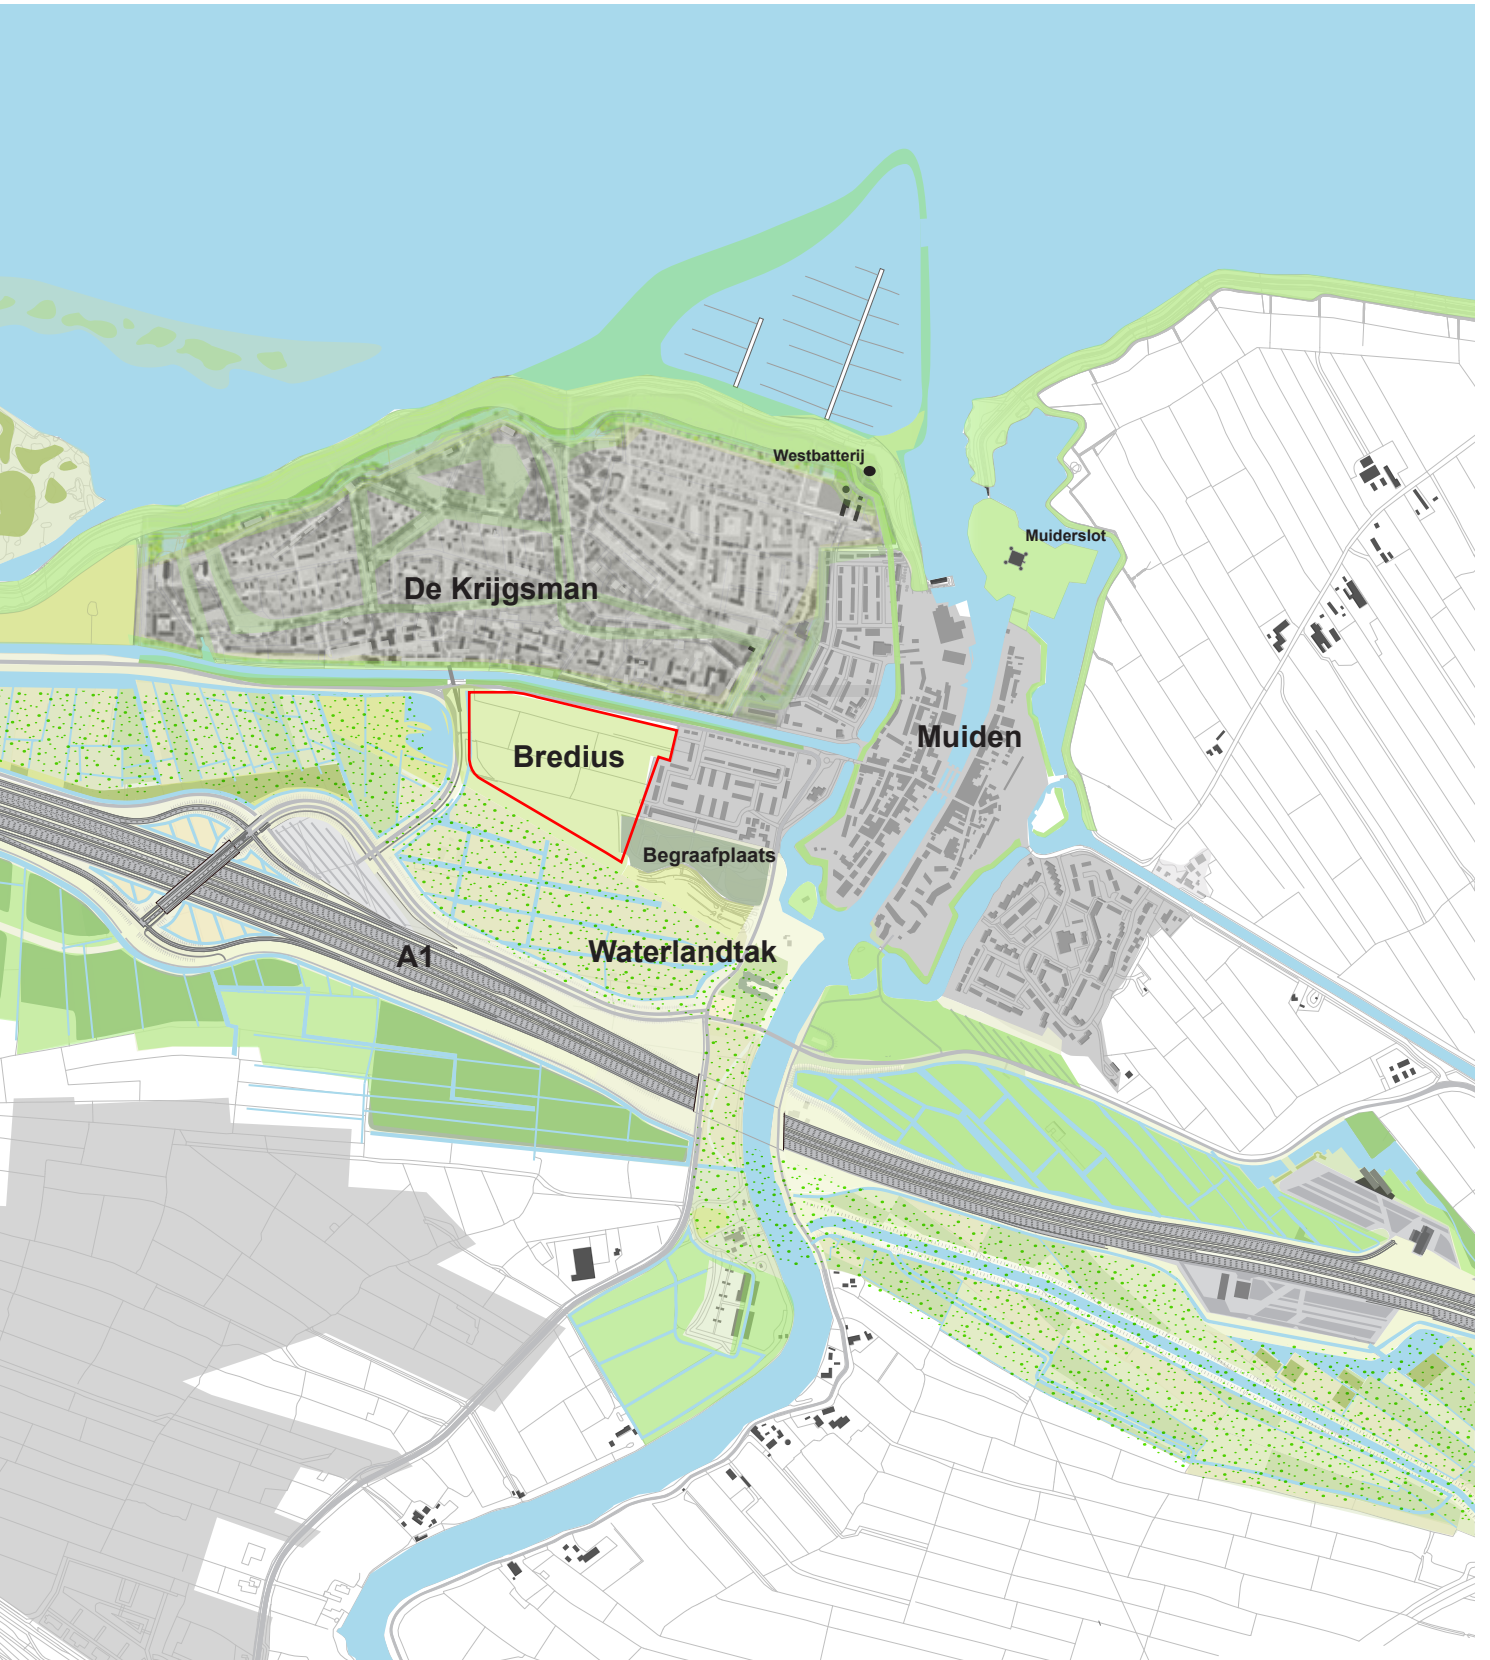 Westbatterij
Muiderslot
De Krijgsman
Muiden
Bredius
Begraafplaats
Waterlandtak
A1